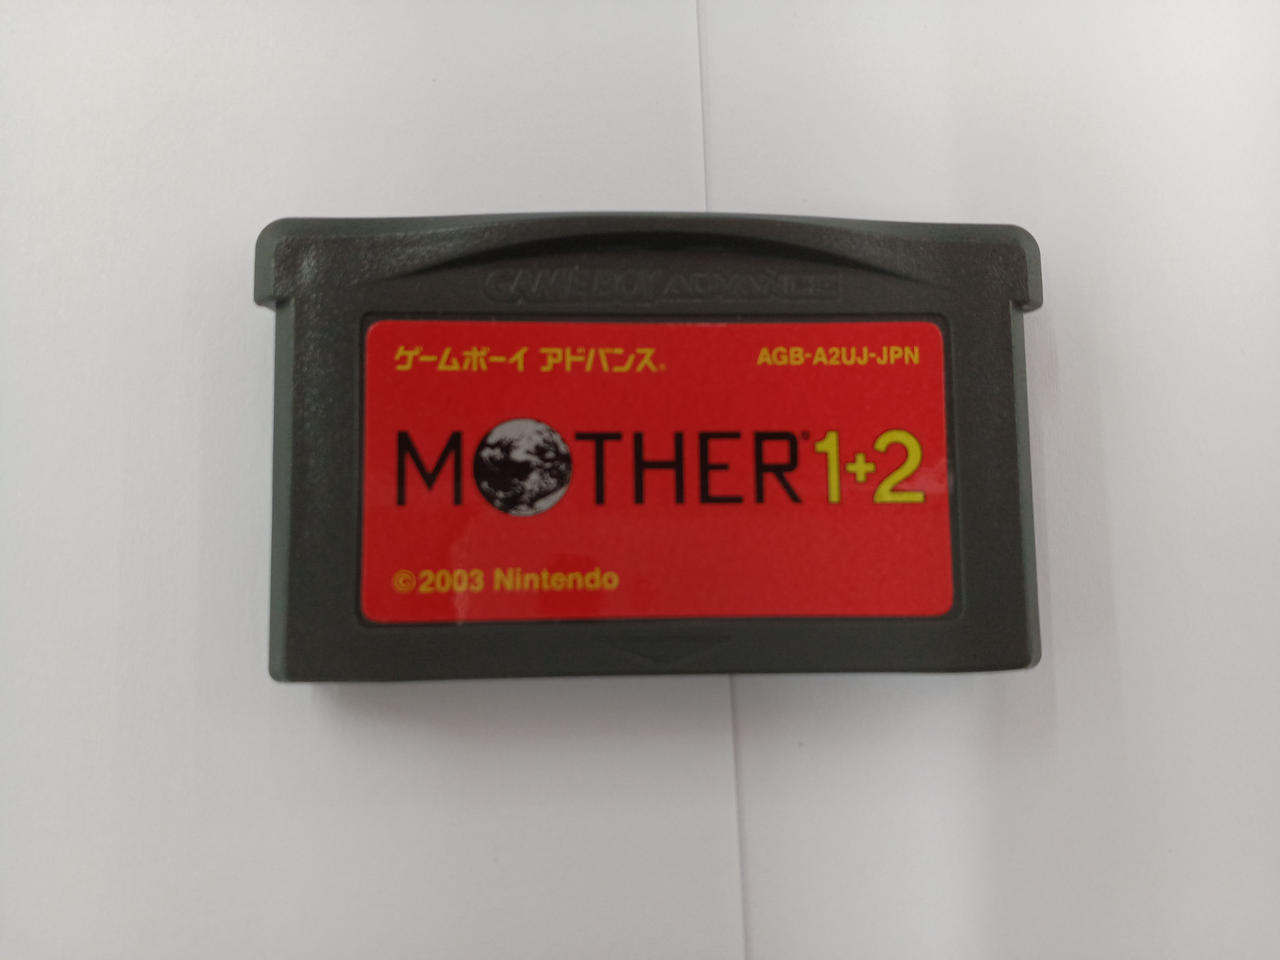 GAME BOY ADVANCE
ゲームボーイ アドバンス®
AGB-A2UJ-JPN
MOTHER® 1+2
©2003 Nintendo